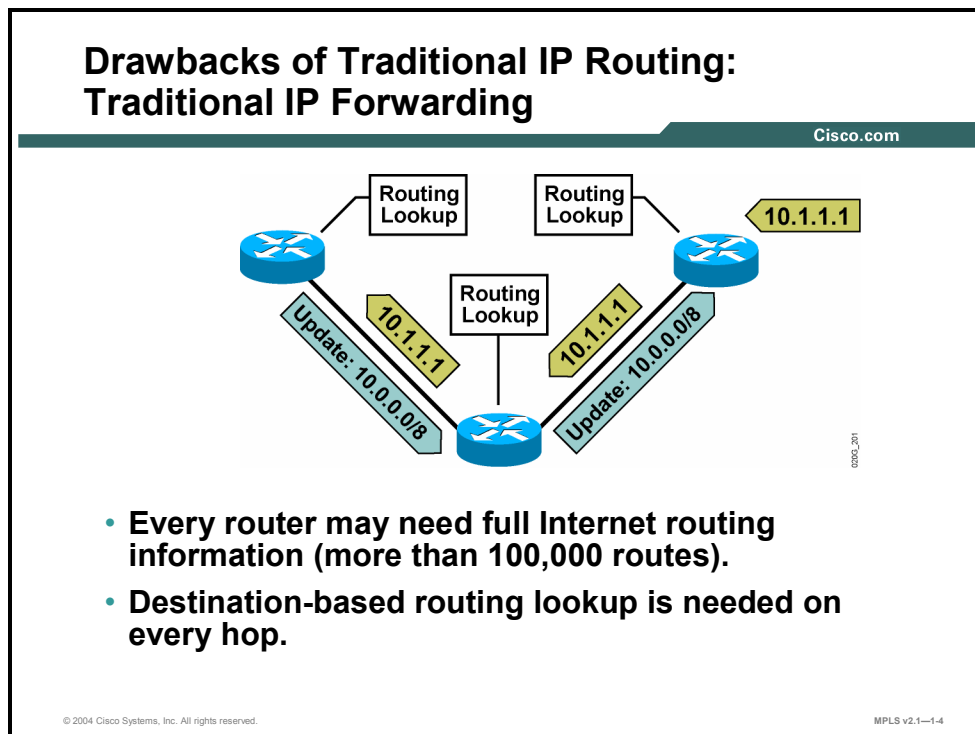 Drawbacks of Traditional IP Routing:
Traditional IP Forwarding
Cisco.com
Routing
Lookup
Routing
Lookup
10.1.1.1
Routing
Lookup
10.1.1.1
10.1.1.1
Update: 10.0.0.0/8
Update: 10.0.0.0/8
020G_201
• Every router may need full Internet routing
information (more than 100,000 routes).
• Destination-based routing lookup is needed on
every hop.
© 2004 Cisco Systems, Inc. All rights reserved.
MPLS v2.1—1-4